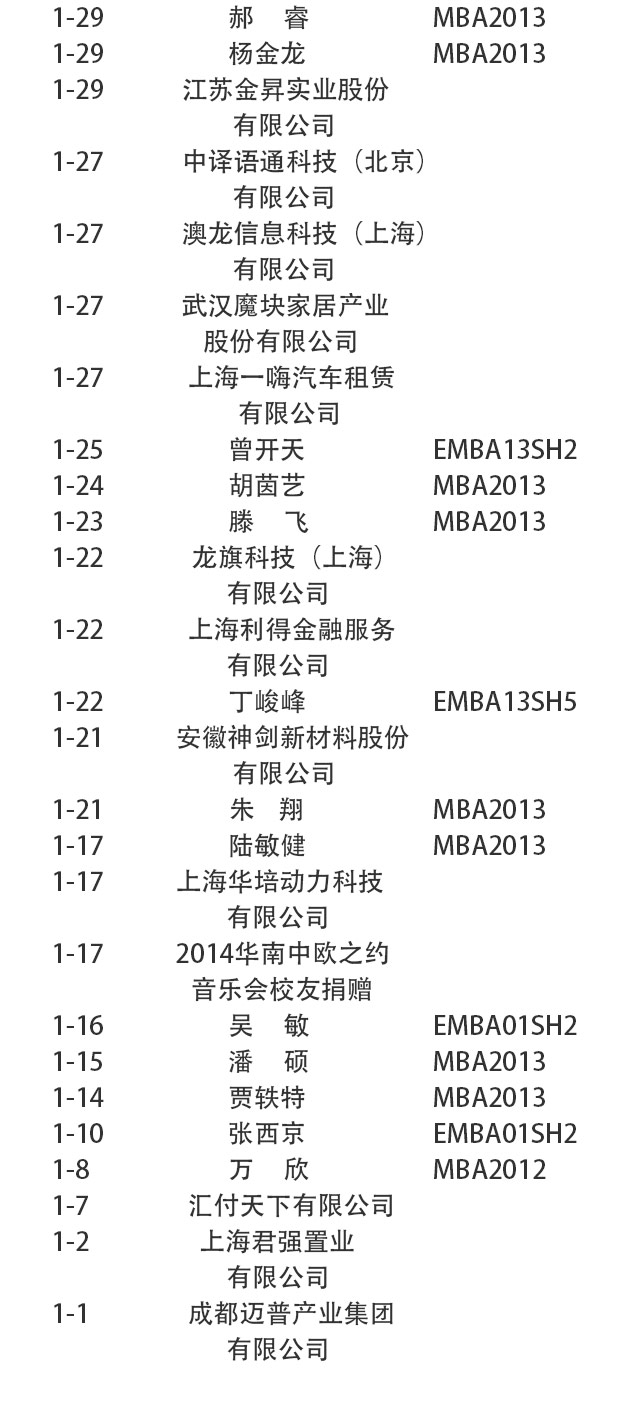 1-29 郝 睿 MBA2013
1-29 杨金龙 MBA2013
1-29 江苏金昇实业股份
有限公司
1-27 中译语通科技（北京）
有限公司
1-27 澳龙信息科技（上海）
有限公司
1-27 武汉魔块家居产业
股份有限公司
1-27 上海一嗨汽车租赁
有限公司
1-25 曾开天 EMBA13SH2
1-24 胡茵艺 MBA2013
1-23 滕 飞 MBA2013
1-22 龙旗科技（上海）
有限公司
1-22 上海利得金融服务
有限公司
1-22 丁峻峰 EMBA13SH5
1-21 安徽神剑新材料股份
有限公司
1-21 朱 翔 MBA2013
1-17 陆敏健 MBA2013
1-17 上海华培动力科技
有限公司
1-17 2014华南中欧之约
音乐会校友捐赠
1-16 吴 敏 EMBA01SH2
1-15 潘 硕 MBA2013
1-14 贾轶特 MBA2013
1-10 张西京 EMBA01SH2
1-8 万 欣 MBA2012
1-7 汇付天下有限公司
1-2 上海君强置业
有限公司
1-1 成都迈普产业集团
有限公司